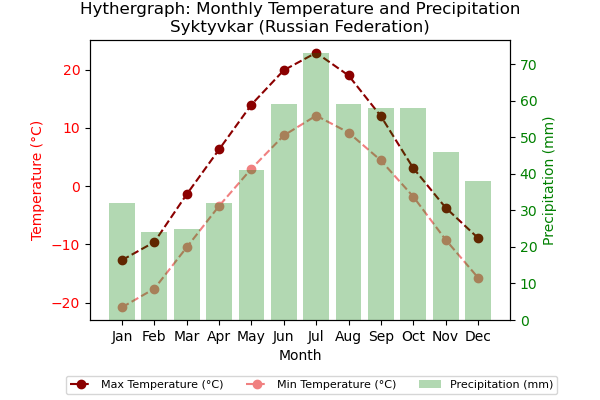 Hythergraph: Monthly Temperature and Precipitation
Syktyvkar (Russian Federation)
Temperature (°C)
20
10
0
−10
−20
70
60
50
40
30
20
10
0
Precipitation (mm)
Jan Feb Mar Apr May Jun Jul Aug Sep Oct Nov Dec
Month
Max Temperature (°C) Min Temperature (°C) Precipitation (mm)